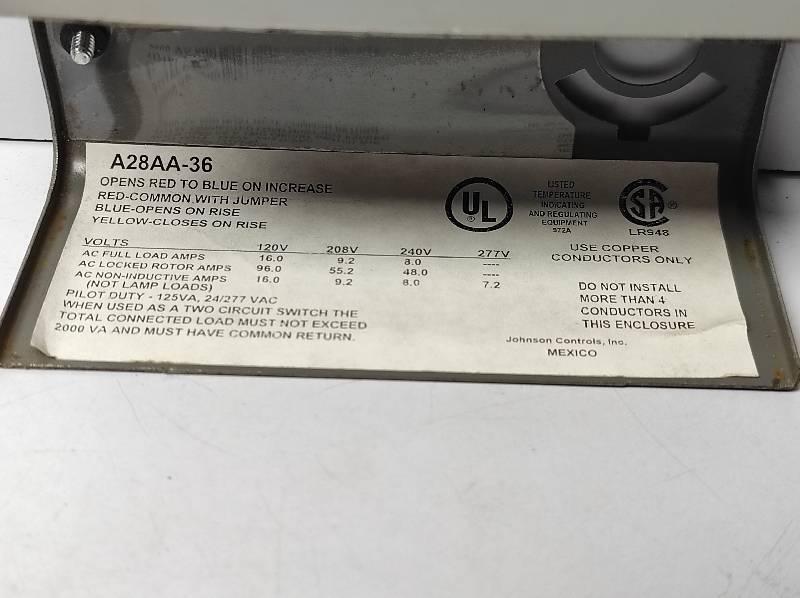 A28AA-36
OPENS RED TO BLUE ON INCREASE
RED-COMMON WITH JUMPER
BLUE-OPENS ON RISE
YELLOW-CLOSES ON RISE
UL
®
LISTED
TEMPERATURE
INDICATING
AND REGULATING
EQUIPMENT
972A
SA
®
LR948
VOLTS 120V 208V 240V 277V
AC FULL LOAD AMPS 16.0 9.2 8.0 ----
AC LOCKED ROTOR AMPS 96.0 55.2 48.0 ----
AC NON-INDUCTIVE AMPS 16.0 9.2 8.0 7.2
(NOT LAMP LOADS)
PILOT DUTY - 125VA, 24/277 VAC
WHEN USED AS A TWO CIRCUIT SWITCH THE
TOTAL CONNECTED LOAD MUST NOT EXCEED
2000 VA AND MUST HAVE COMMON RETURN.
USE COPPER
CONDUCTORS ONLY
DO NOT INSTALL
MORE THAN 4
CONDUCTORS IN
THIS ENCLOSURE
Johnson Controls, Inc.
MEXICO